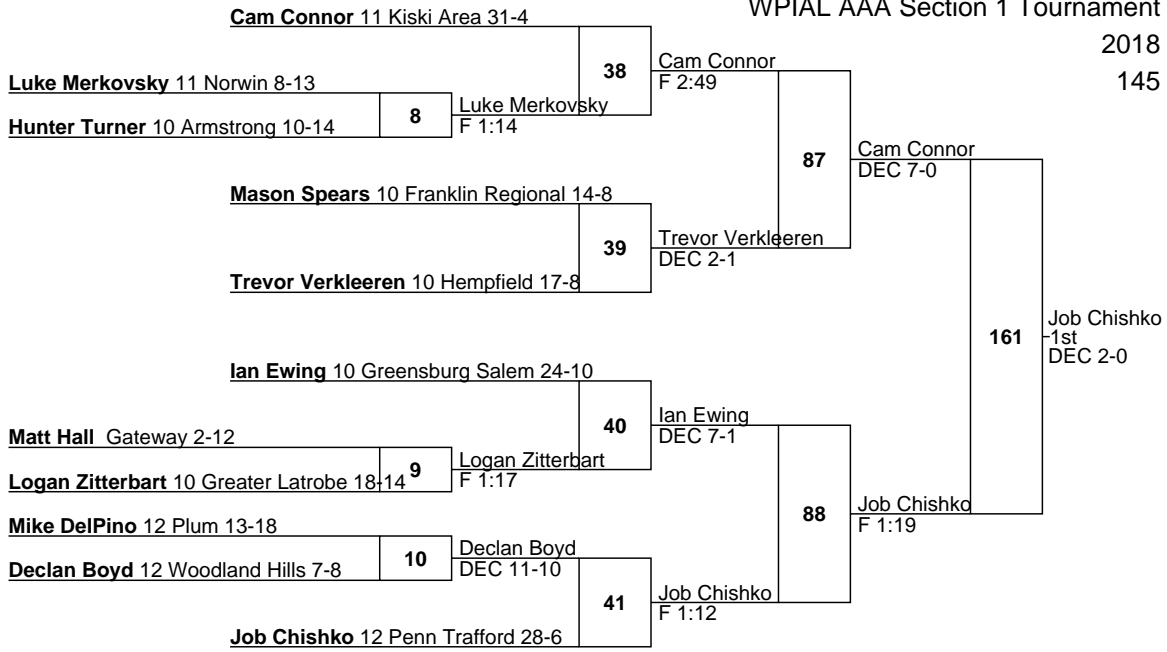 WPIAL AAA Section 1 Tournament
2018
145
Cam Connor 11 Kiski Area 31-4
38
Cam Connor
F 2:49
Luke Merkovsky 11 Norwin 8-13
8
Luke Merkovsky
F 1:14
Hunter Turner 10 Armstrong 10-14
87
Cam Connor
DEC 7-0
Mason Spears 10 Franklin Regional 14-8
39
Trevor Verkleeren
DEC 2-1
Trevor Verkleeren 10 Hempfield 17-8
161
Job Chishko
1st
DEC 2-0
Ian Ewing 10 Greensburg Salem 24-10
40
Ian Ewing
DEC 7-1
Matt Hall Gateway 2-12
9
Logan Zitterbart
F 1:17
Logan Zitterbart 10 Greater Latrobe 18-14
88
Job Chishko
F 1:19
Mike DelPino 12 Plum 13-18
10
Declan Boyd
DEC 11-10
Declan Boyd 12 Woodland Hills 7-8
41
Job Chishko
F 1:12
Job Chishko 12 Penn Trafford 28-6